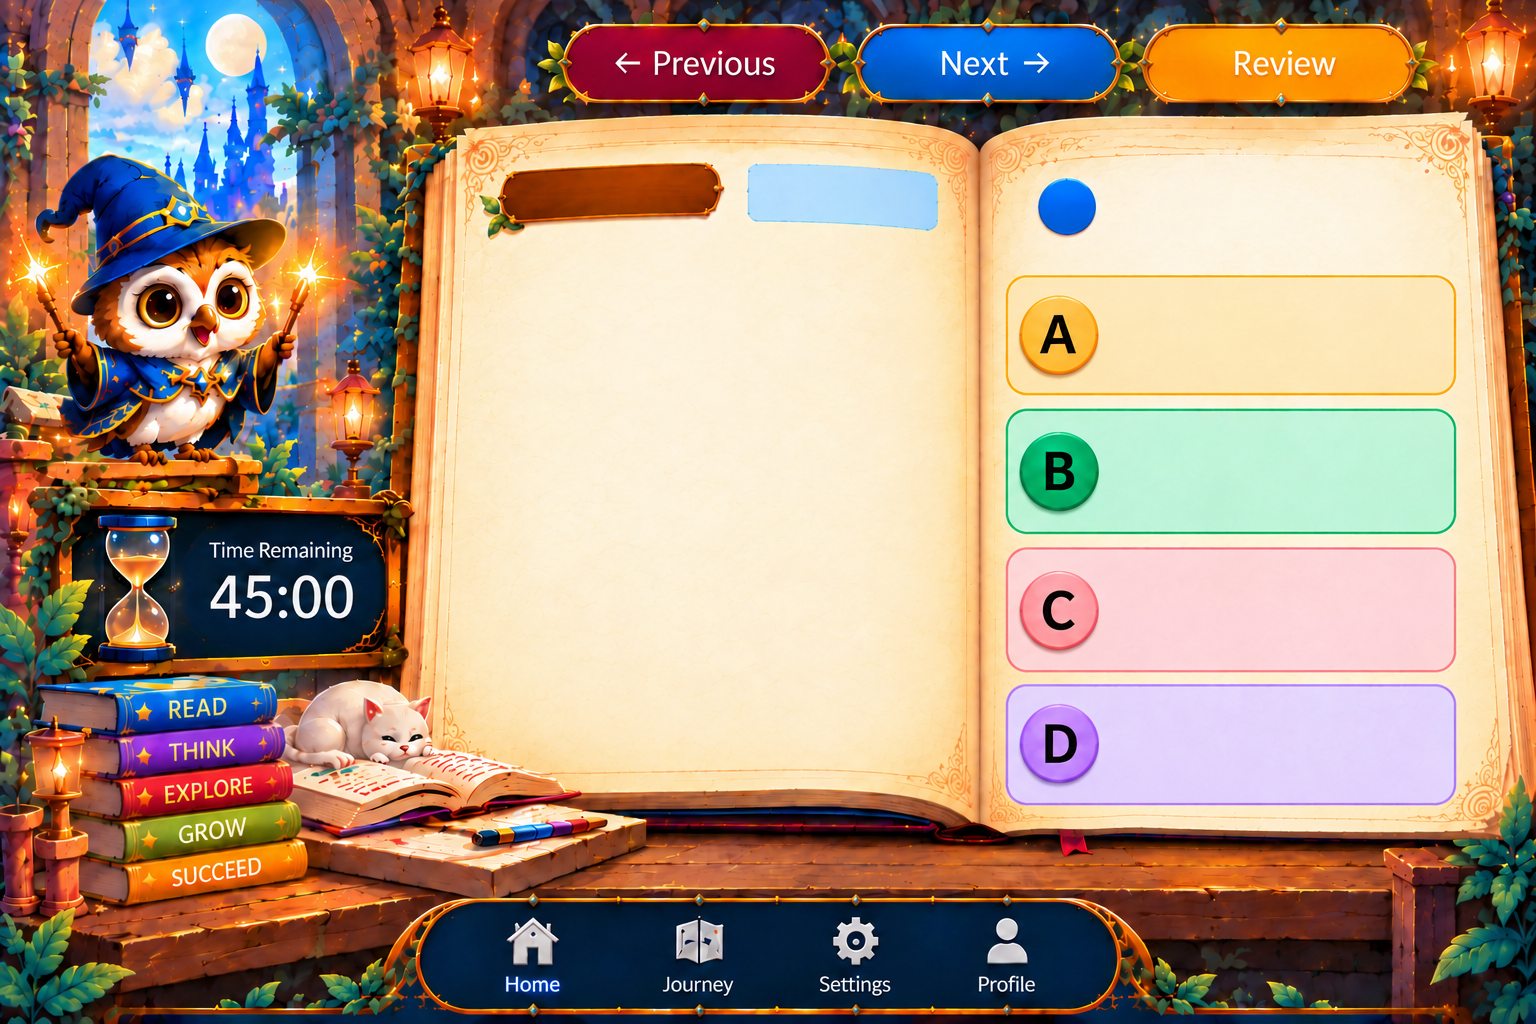 ← Previous
Next →
Review
A
B
C
D
Time Remaining
45:00
READ
THINK
EXPLORE
GROW
SUCCEED
Home
Journey
Settings
Profile